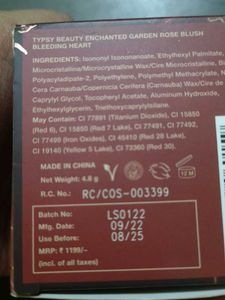 TYPSY BEAUTY ENCHANTED GARDEN ROSE BLUSH
BLEEDING HEART
Ingredients: Isononyl Isononanoate, Ethylhexyl Palmitate,
Microcristallina/Microcrystalline Wax/Cire Microcristalline,
Polyacyladipate-2, Polyethylene, Polymethyl Methacrylate,
Cera Carnauba/Copernicia Cerifera (Carnauba) Wax/Cire de
Caprylyl Glycol, Tocopheryl Acetate, Aluminum Hydroxide,
Ethylhexylglycerin, Triethoxycaprylylsilane.
May Contain: CI 77891 (Titanium Dioxide), CI 15850
(Red 6), CI 15850 (Red 7 Lake), CI 77491, CI 77492,
CI 77499 (Iron Oxides), CI 45410 (Red 28 Lake),
CI 19140 (Yellow 5 Lake), CI 73360 (Red 30).
MADE IN CHINA
Net Weight: 4.8 g
12 M
R.C. No.: RC/COS-003399
Batch No: LS0122
Mfg. Date: 09/22
Use Before: 08/25
MRP: ₹ 1199/-
(incl. of all taxes)